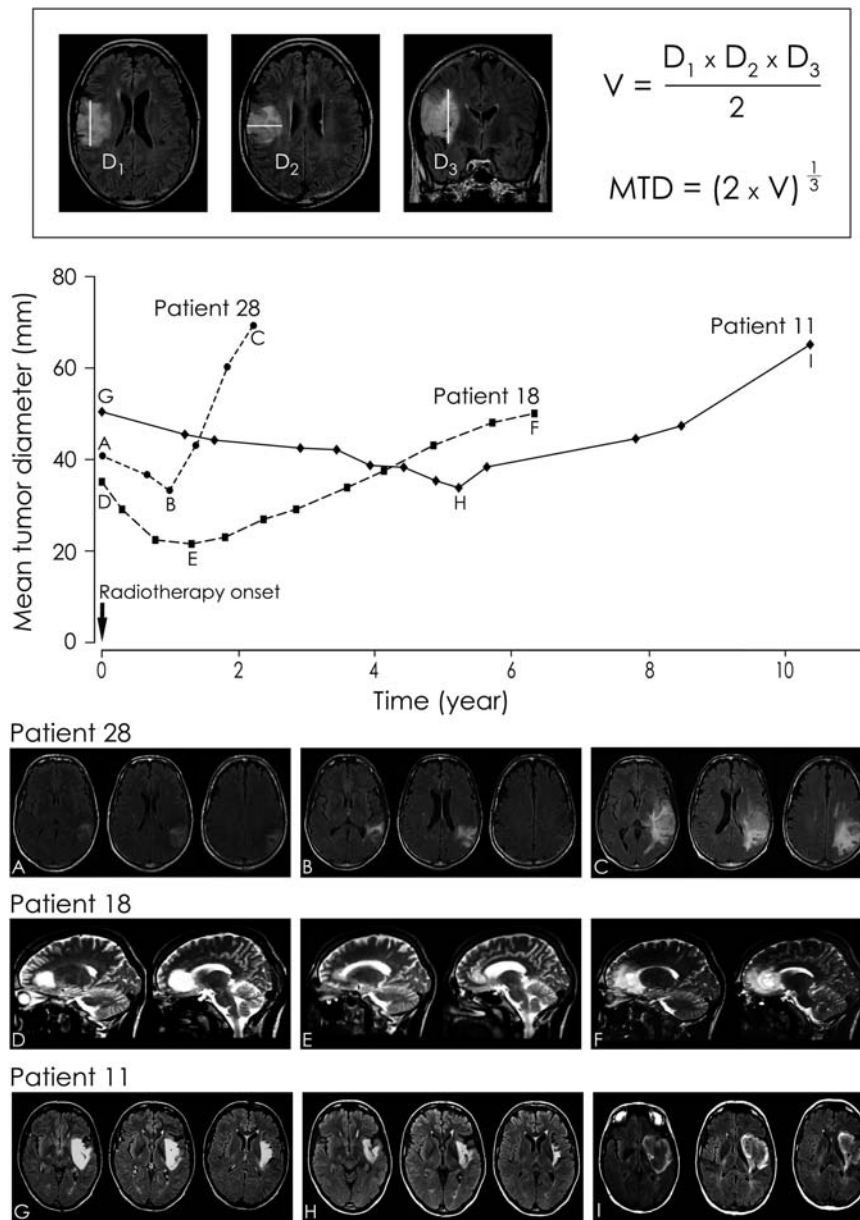 D₁
D₂
D₃
V = D₁ x D₂ x D₃ / 2
MTD = (2 x V)^1/3
80
60
40
20
0
Mean tumor diameter (mm)
Patient 28
C
Patient 11
I
G
Patient 18
F
A
B
D
E
H
Radiotherapy onset
0 2 4 6 8 10
Time (year)
Patient 28
A B C
Patient 18
D E F
Patient 11
G H I